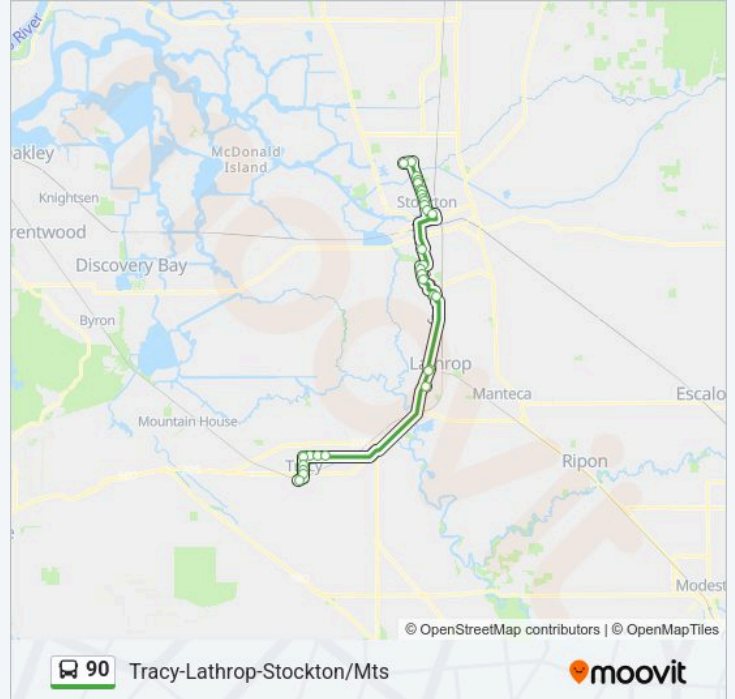 River
akley
McDonald
Island
Knightsen
Stockton
rentwood
Discovery Bay
Byron
Lathrop
Manteca
Escalo
Mountain House
Tracy
Ripon
Modest
© OpenStreetMap contributors | © OpenMapTiles
90 Tracy-Lathrop-Stockton/Mts
moovit